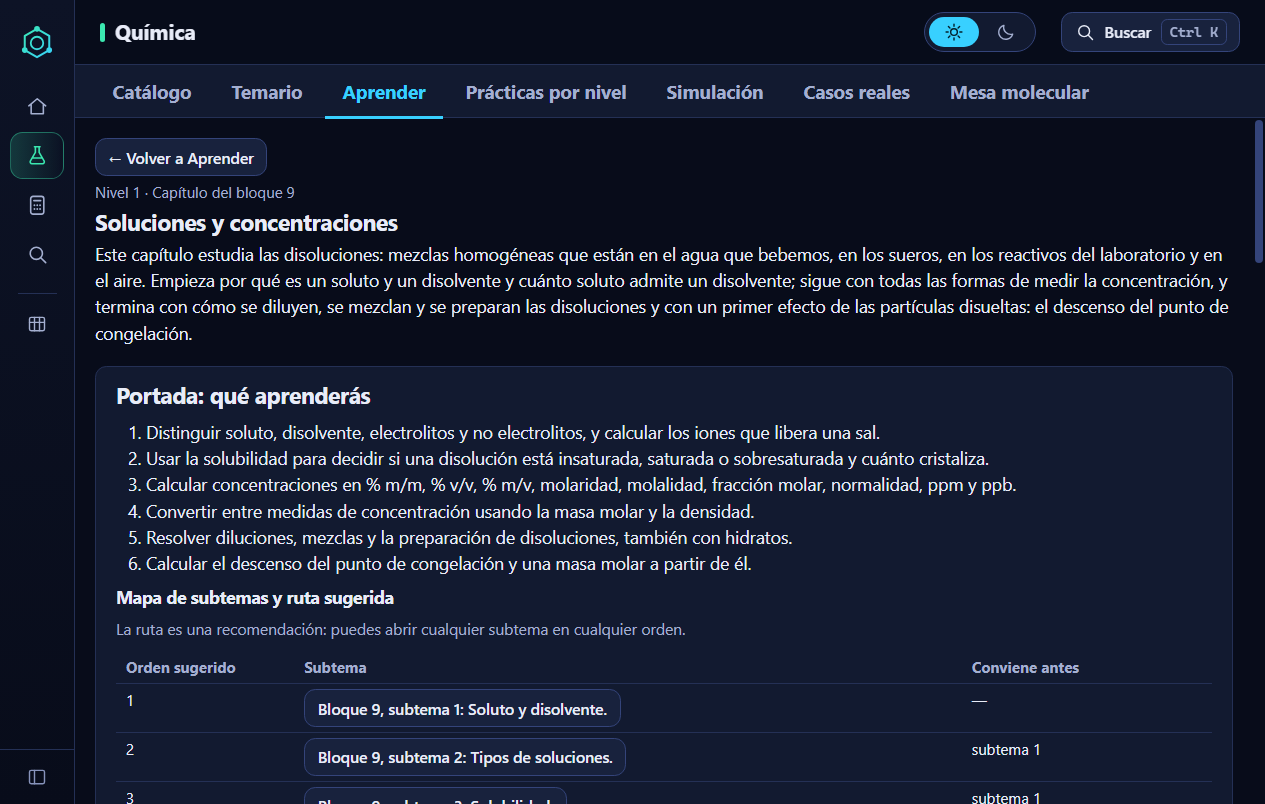 Química
Buscar Ctrl K
Catálogo Temario Aprender Prácticas por nivel Simulación Casos reales Mesa molecular
← Volver a Aprender
Nivel 1 · Capítulo del bloque 9
Soluciones y concentraciones
Este capítulo estudia las disoluciones: mezclas homogéneas que están en el agua que bebemos, en los sueros, en los reactivos del laboratorio y en
el aire. Empieza por qué es un soluto y un disolvente y cuánto soluto admite un disolvente; sigue con todas las formas de medir la concentración, y
termina con cómo se diluyen, se mezclan y se preparan las disoluciones y con un primer efecto de las partículas disueltas: el descenso del punto de
congelación.
Portada: qué aprenderás
1. Distinguir soluto, disolvente, electrolitos y no electrolitos, y calcular los iones que libera una sal.
2. Usar la solubilidad para decidir si una disolución está insaturada, saturada o sobresaturada y cuánto cristaliza.
3. Calcular concentraciones en % m/m, % v/v, % m/v, molaridad, molalidad, fracción molar, normalidad, ppm y ppb.
4. Convertir entre medidas de concentración usando la masa molar y la densidad.
5. Resolver diluciones, mezclas y la preparación de disoluciones, también con hidratos.
6. Calcular el descenso del punto de congelación y una masa molar a partir de él.
Mapa de subtemas y ruta sugerida
La ruta es una recomendación: puedes abrir cualquier subtema en cualquier orden.
Orden sugerido Subtema Conviene antes
1 Bloque 9, subtema 1: Soluto y disolvente. —
2 Bloque 9, subtema 2: Tipos de soluciones. subtema 1
3 Bloque 9, subtema 3: Solubilidad. subtema 1